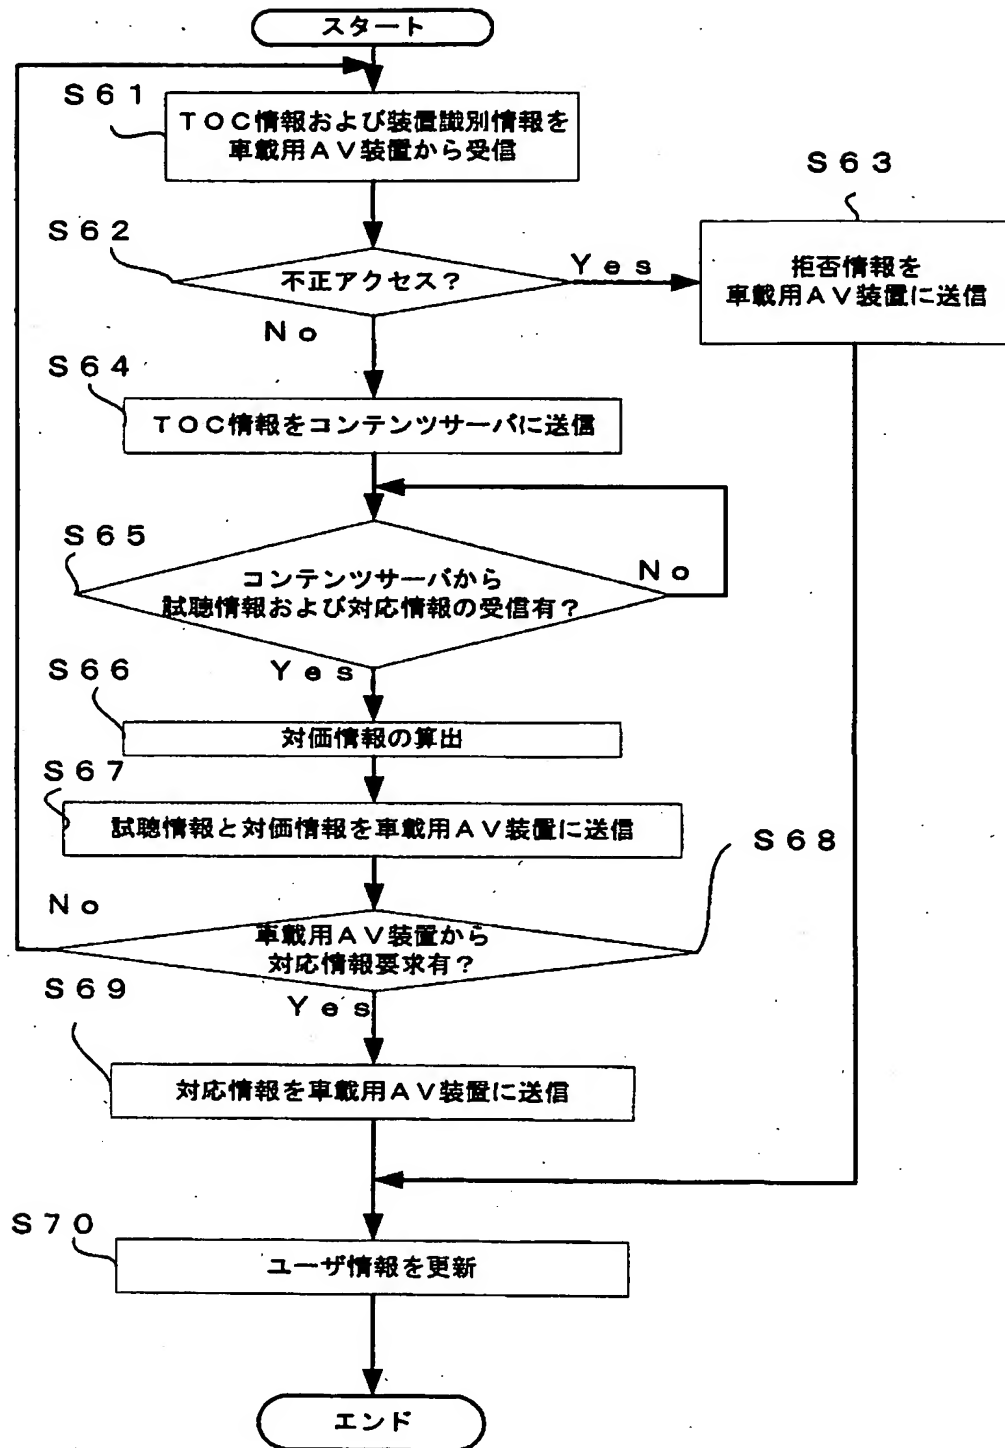 スタート
S61
TOC情報および装置識別情報を
車載用AV装置から受信
S62
不正アクセス?
Yes
No
S63
拒否情報を
車載用AV装置に送信
S64
TOC情報をコンテンツサーバに送信
S65
コンテンツサーバから
試聴情報および対応情報の受信有?
No
Yes
S66
対価情報の算出
S67
試聴情報と対価情報を車載用AV装置に送信
S68
No
車載用AV装置から
対応情報要求有?
Yes
S69
対応情報を車載用AV装置に送信
S70
ユーザ情報を更新
エンド